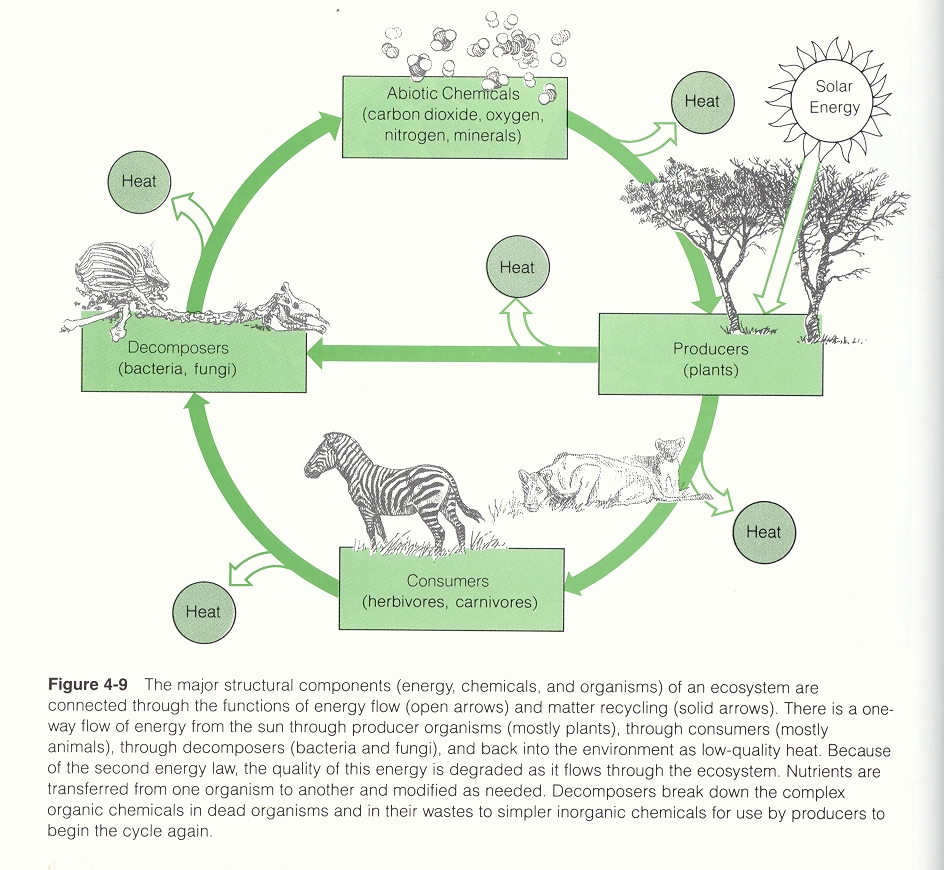 Abiotic Chemicals
(carbon dioxide, oxygen,
nitrogen, minerals)
Heat
Solar
Energy
Heat
Heat
Decomposers
(bacteria, fungi)
Producers
(plants)
Heat
Consumers
(herbivores, carnivores)
Heat
Figure 4-9 The major structural components (energy, chemicals, and organisms) of an ecosystem are
connected through the functions of energy flow (open arrows) and matter recycling (solid arrows). There is a one-
way flow of energy from the sun through producer organisms (mostly plants), through consumers (mostly
animals), through decomposers (bacteria and fungi), and back into the environment as low-quality heat. Because
of the second energy law, the quality of this energy is degraded as it flows through the ecosystem. Nutrients are
transferred from one organism to another and modified as needed. Decomposers break down the complex
organic chemicals in dead organisms and in their wastes to simpler inorganic chemicals for use by producers to
begin the cycle again.